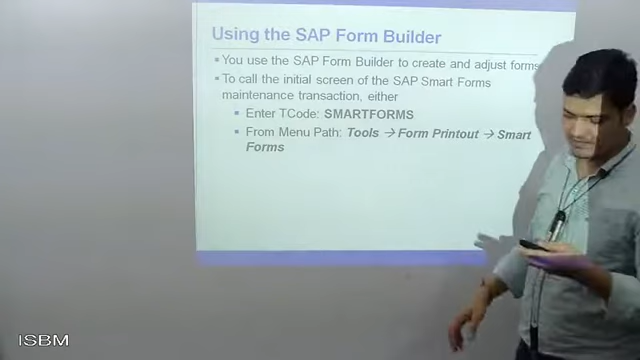 Using the SAP Form Builder
▪ You use the SAP Form Builder to create and adjust forms
▪ To call the initial screen of the SAP Smart Forms
maintenance transaction, either
▪ Enter TCode: SMARTFORMS
▪ From Menu Path: Tools → Form Printout → Smart
Forms
ISBM